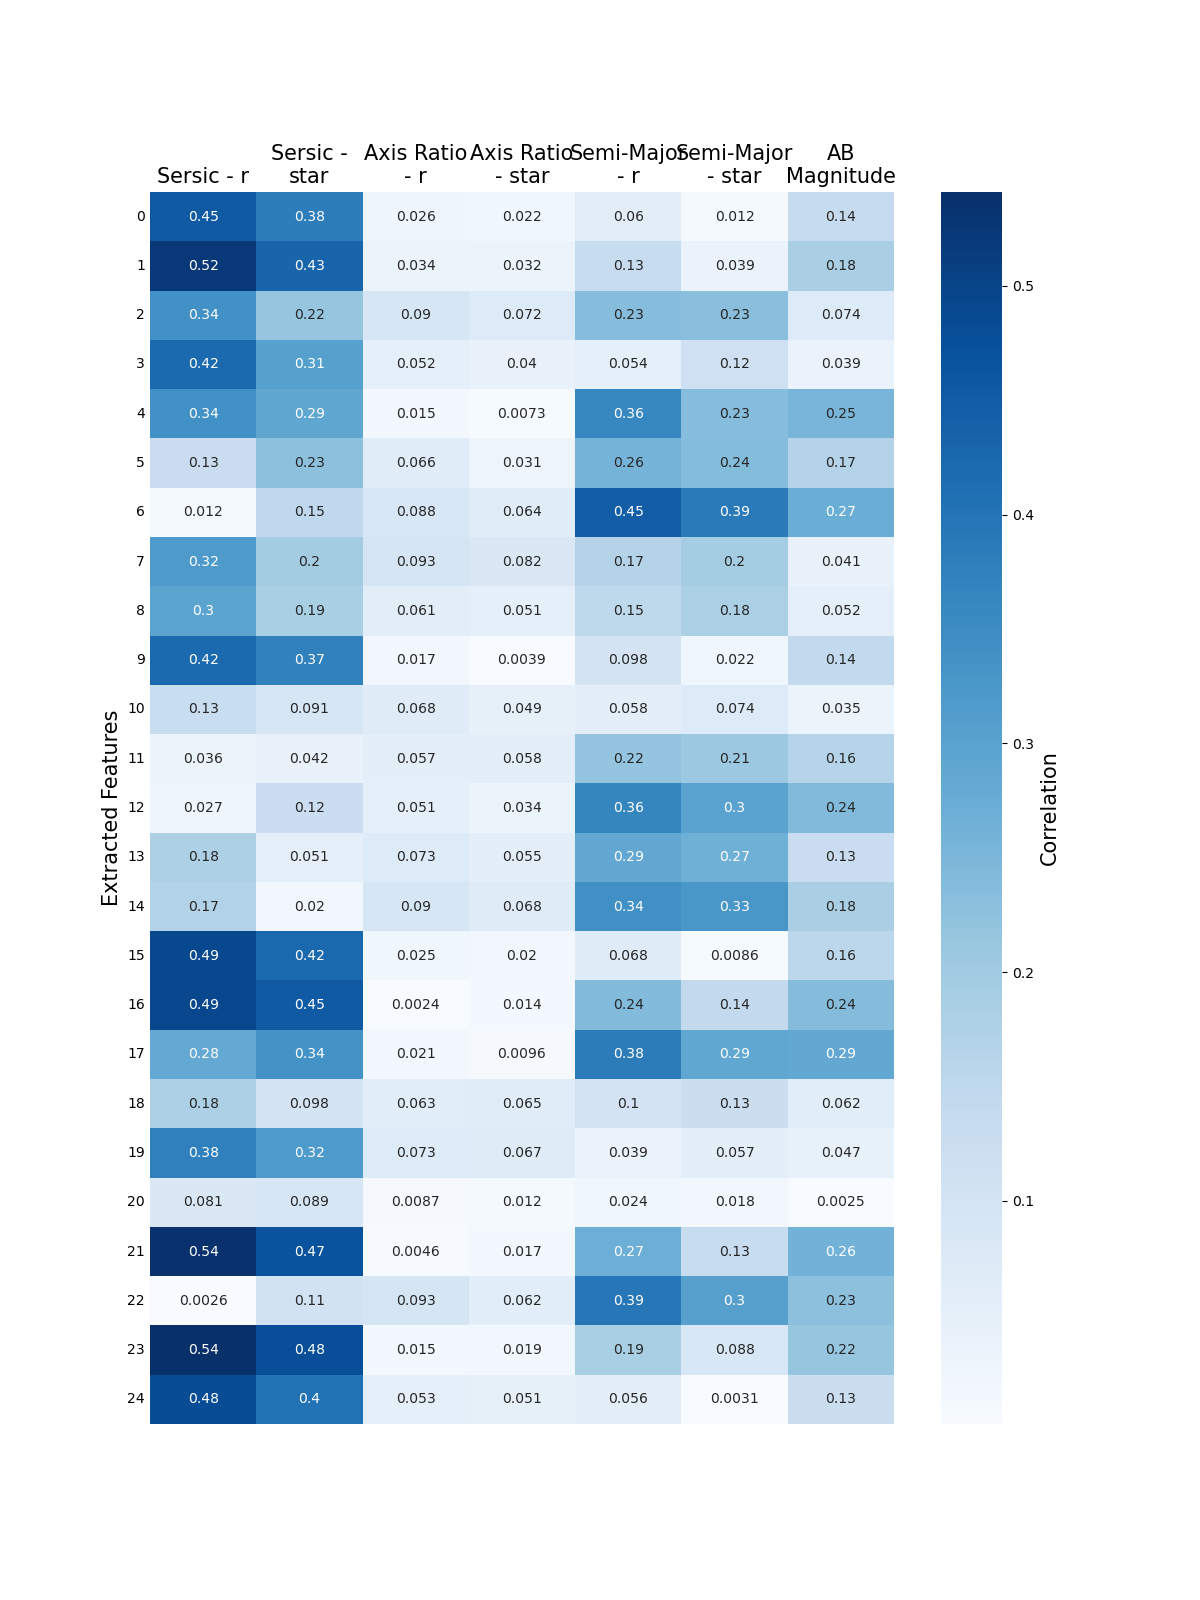 Sersic - r
Sersic -
star
Axis Ratio
- r
Axis Ratio
- star
Semi-Major
- r
Semi-Major
- star
AB
Magnitude
0 0.45 0.38 0.026 0.022 0.06 0.012 0.14
1 0.52 0.43 0.034 0.032 0.13 0.039 0.18
2 0.34 0.22 0.09 0.072 0.23 0.23 0.074
3 0.42 0.31 0.052 0.04 0.054 0.12 0.039
4 0.34 0.29 0.015 0.0073 0.36 0.23 0.25
5 0.13 0.23 0.066 0.031 0.26 0.24 0.17
6 0.012 0.15 0.088 0.064 0.45 0.39 0.27
7 0.32 0.2 0.093 0.082 0.17 0.2 0.041
8 0.3 0.19 0.061 0.051 0.15 0.18 0.052
9 0.42 0.37 0.017 0.0039 0.098 0.022 0.14
10 0.13 0.091 0.068 0.049 0.058 0.074 0.035
11 0.036 0.042 0.057 0.058 0.22 0.21 0.16
12 0.027 0.12 0.051 0.034 0.36 0.3 0.24
13 0.18 0.051 0.073 0.055 0.29 0.27 0.13
14 0.17 0.02 0.09 0.068 0.34 0.33 0.18
15 0.49 0.42 0.025 0.02 0.068 0.0086 0.16
16 0.49 0.45 0.0024 0.014 0.24 0.14 0.24
17 0.28 0.34 0.021 0.0096 0.38 0.29 0.29
18 0.18 0.098 0.063 0.065 0.1 0.13 0.062
19 0.38 0.32 0.073 0.067 0.039 0.057 0.047
20 0.081 0.089 0.0087 0.012 0.024 0.018 0.0025
21 0.54 0.47 0.0046 0.017 0.27 0.13 0.26
22 0.0026 0.11 0.093 0.062 0.39 0.3 0.23
23 0.54 0.48 0.015 0.019 0.19 0.088 0.22
24 0.48 0.4 0.053 0.051 0.056 0.0031 0.13
Extracted Features
0.5
0.4
0.3
0.2
0.1
Correlation